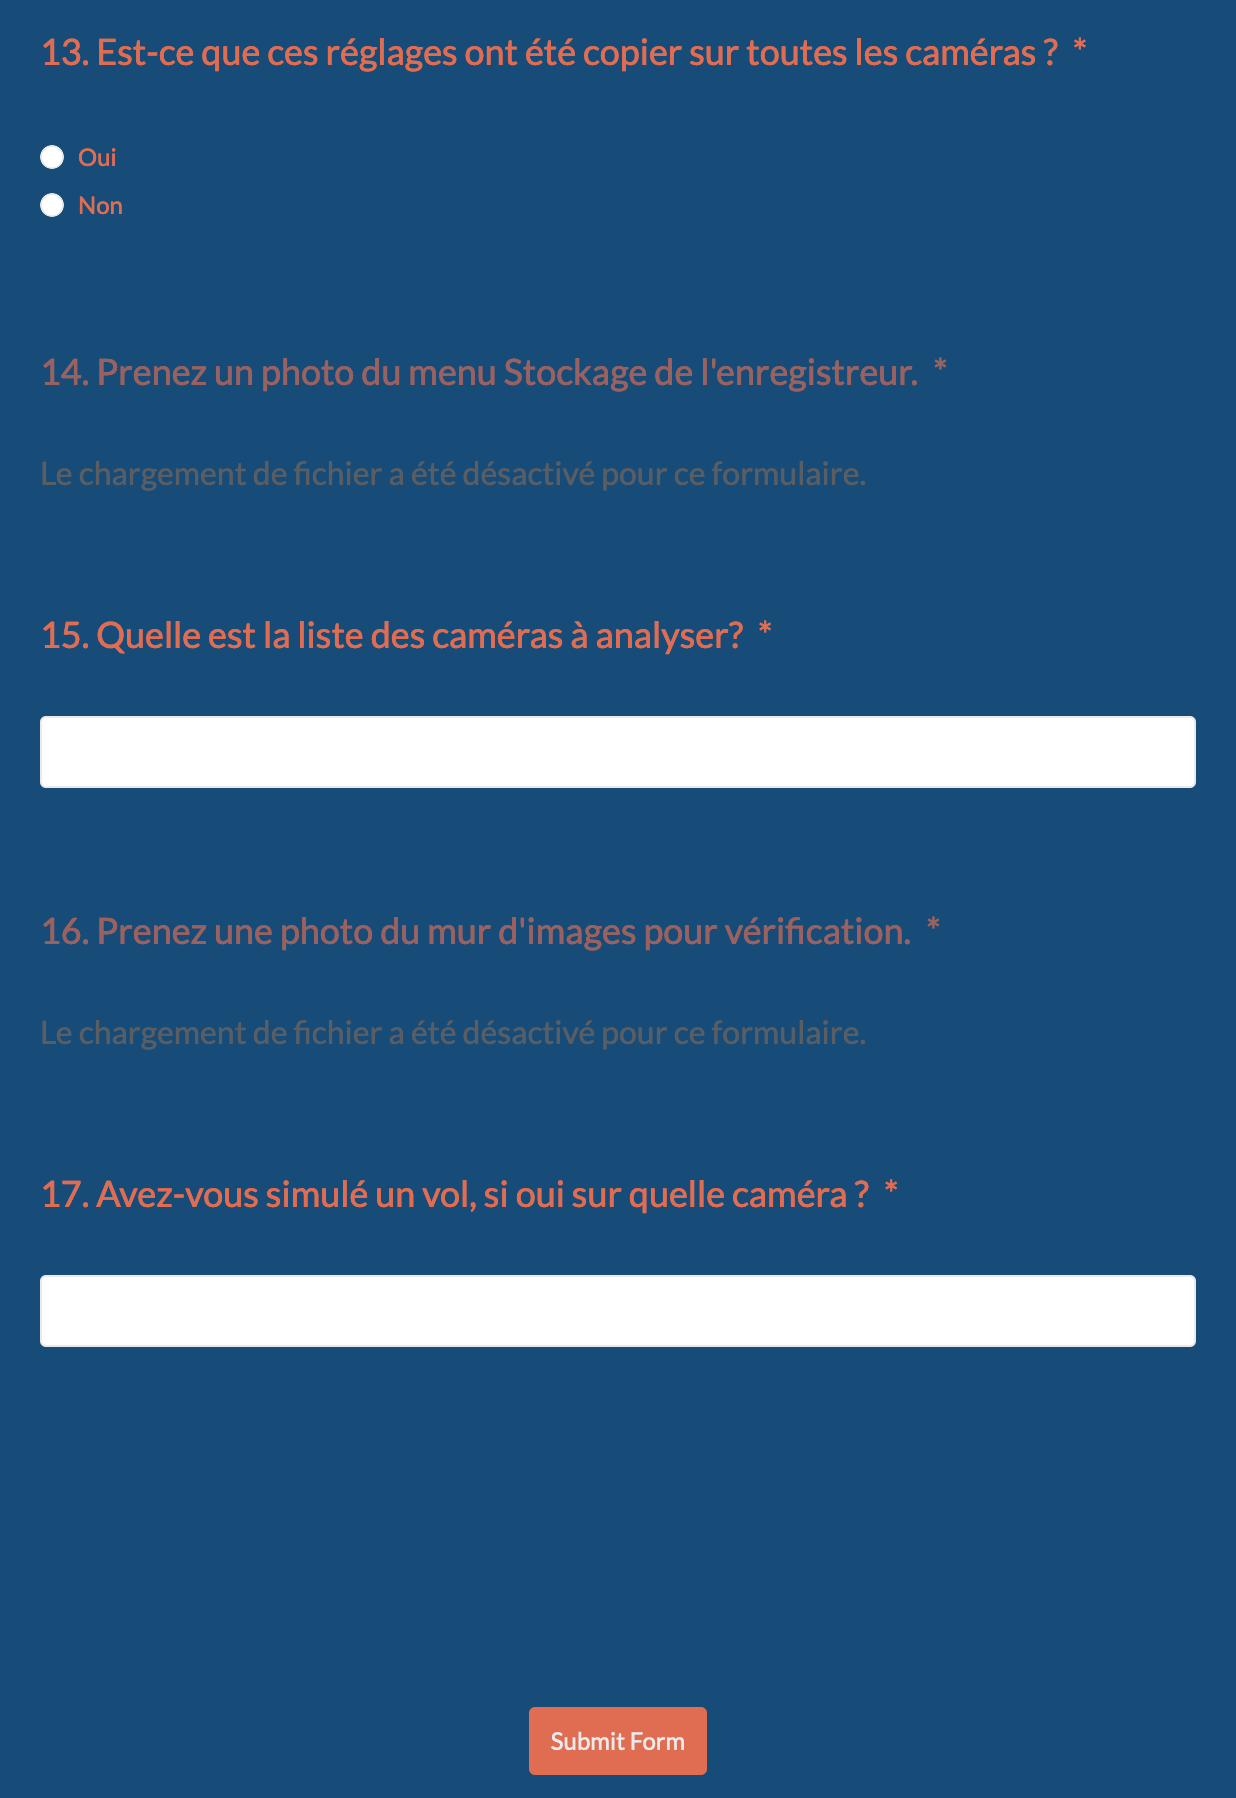 13. Est-ce que ces réglages ont été copier sur toutes les caméras ? *
Oui
Non
14. Prenez un photo du menu Stockage de l'enregistreur. *
Le chargement de fichier a été désactivé pour ce formulaire.
15. Quelle est la liste des caméras à analyser? *
16. Prenez une photo du mur d'images pour vérification. *
Le chargement de fichier a été désactivé pour ce formulaire.
17. Avez-vous simulé un vol, si oui sur quelle caméra ? *
Submit Form